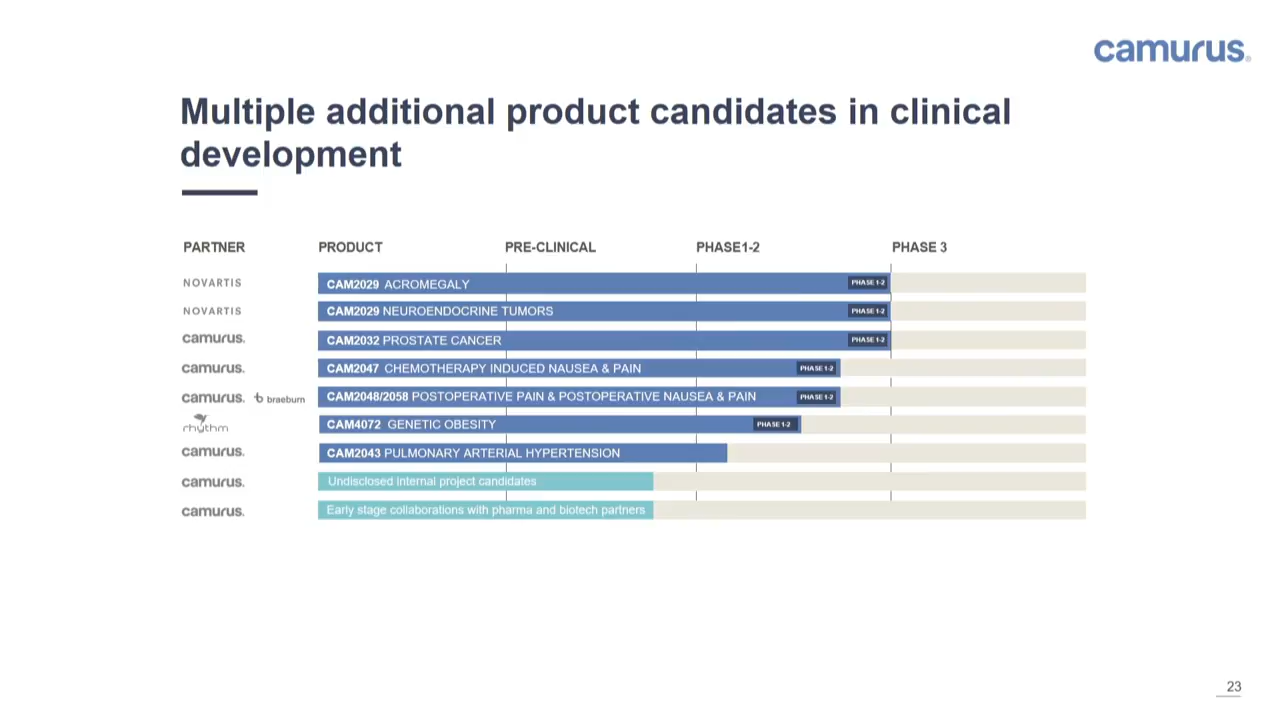 camurus.
Multiple additional product candidates in clinical
development
PARTNER PRODUCT PRE-CLINICAL PHASE1-2 PHASE 3
NOVARTIS CAM2029 ACROMEGALY PHASE 1-2
NOVARTIS CAM2029 NEUROENDOCRINE TUMORS PHASE 1-2
camurus. CAM2032 PROSTATE CANCER PHASE 1-2
camurus. CAM2047 CHEMOTHERAPY INDUCED NAUSEA & PAIN PHASE 1-2
camurus. braeburn CAM2048/2058 POSTOPERATIVE PAIN & POSTOPERATIVE NAUSEA & PAIN PHASE 1-2
rhythm CAM4072 GENETIC OBESITY PHASE 1-2
camurus. CAM2043 PULMONARY ARTERIAL HYPERTENSION
camurus. Undisclosed internal project candidates
camurus. Early stage collaborations with pharma and biotech partners
23